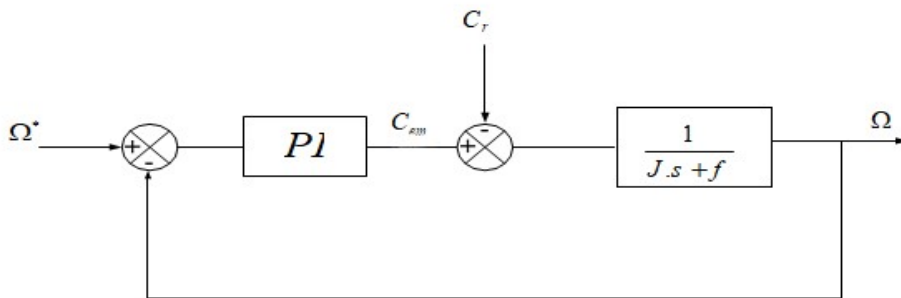 C_r
Ω*
+
-
PI
C_em
+
-
1
J.s + f
Ω